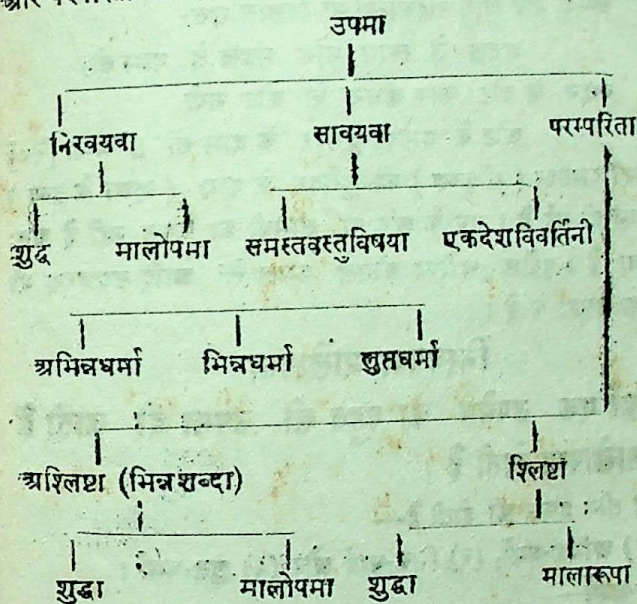 उपमा
निरवयवा सावयवा परम्परिता
शुद्ध मालोपमा समस्तवस्तुविषया एकदेशविवर्तिनी
अभिन्नधर्मा भिन्नधर्मा लुप्तधर्मा
अश्लिष्टा (भिन्नशब्दा) श्लिष्टा
शुद्धा मालोपमा शुद्धा मालारूपा